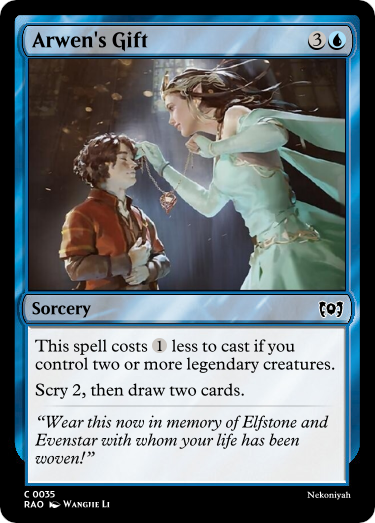 Arwen's Gift 3
Sorcery
This spell costs 1 less to cast if you
control two or more legendary creatures.
Scry 2, then draw two cards.
“Wear this now in memory of Elfstone and
Evenstar with whom your life has been
woven!”
C 0035
RAO Wanghe Li
Nekoniyah